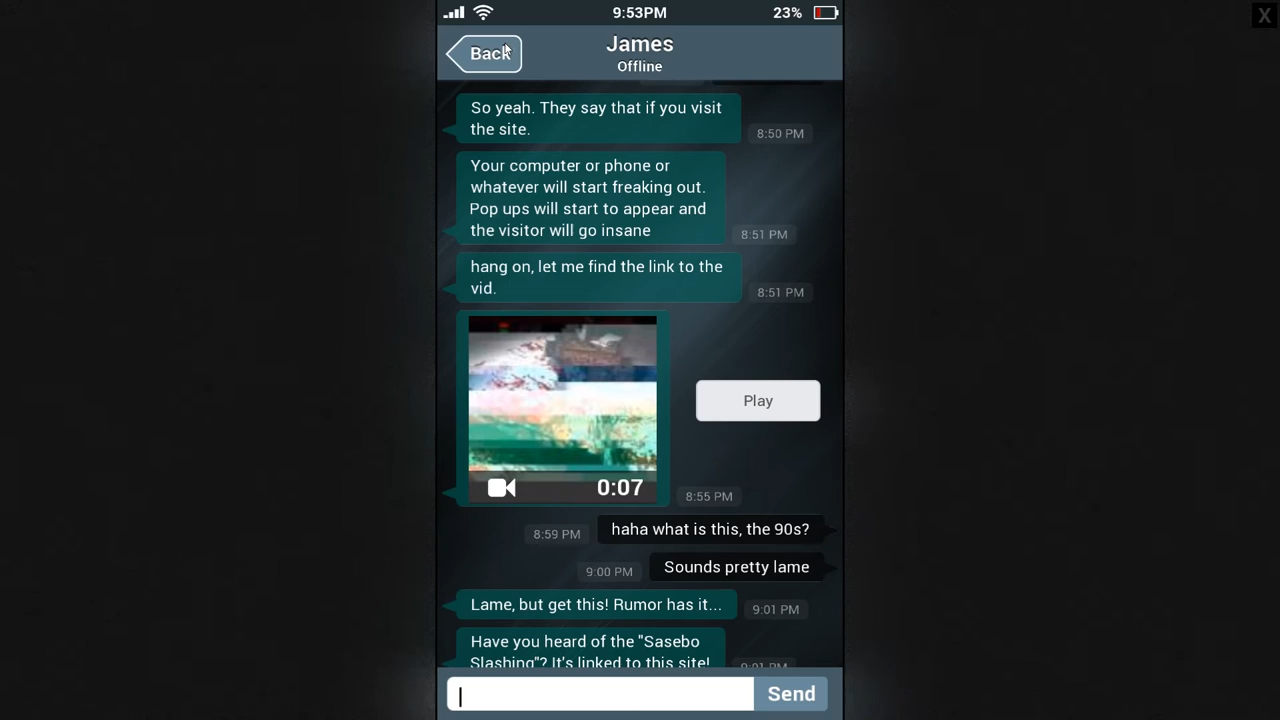 9:53PM
23%
X
Back
James
Offline
So yeah. They say that if you visit
the site.
8:50 PM
Your computer or phone or
whatever will start freaking out.
Pop ups will start to appear and
the visitor will go insane
8:51 PM
hang on, let me find the link to the
vid.
8:51 PM
Play
0:07
8:55 PM
haha what is this, the 90s?
8:59 PM
Sounds pretty lame
9:00 PM
Lame, but get this! Rumor has it...
9:01 PM
Have you heard of the "Sasebo
Slashing"? It's linked to this site!
9:01 PM
Send